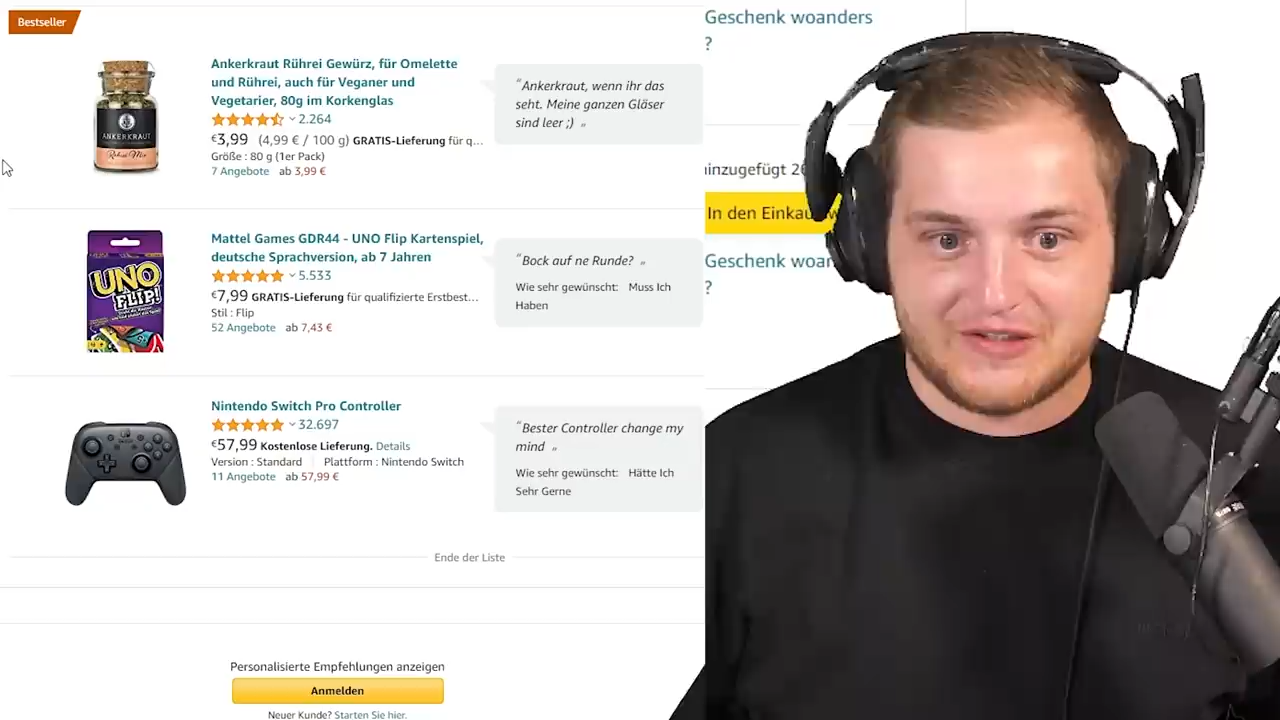 Bestseller
Ankerkraut Rührei Gewürz, für Omelette
und Rührei, auch für Veganer und
Vegetarier, 80g im Korkenglas
2.264
€3,99 (4,99 € / 100 g) GRATIS-Lieferung für q...
Größe : 80 g (1er Pack)
7 Angebote ab 3,99 €
ANKERKRAUT
"Ankerkraut, wenn ihr das
seht. Meine ganzen Gläser
sind leer ;) "
Mattel Games GDR44 - UNO Flip Kartenspiel,
deutsche Sprachversion, ab 7 Jahren
5.533
€7,99 GRATIS-Lieferung für qualifizierte Erstbest...
Stil : Flip
52 Angebote ab 7,43 €
UNO
FLIP!
"Bock auf ne Runde? "
Wie sehr gewünscht: Muss Ich
Haben
Nintendo Switch Pro Controller
32.697
€57,99 Kostenlose Lieferung. Details
Version : Standard Plattform : Nintendo Switch
11 Angebote ab 57,99 €
"Bester Controller change my
mind "
Wie sehr gewünscht: Hätte Ich
Sehr Gerne
Ende der Liste
Personalisierte Empfehlungen anzeigen
Anmelden
Neuer Kunde? Starten Sie hier.
Geschenk woanders
?
inzugefügt 2
In den Einkau
Geschenk woan
?